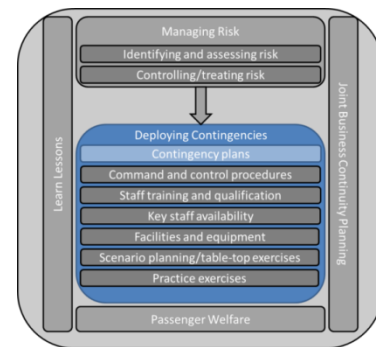 Managing Risk
Identifying and assessing risk
Controlling/treating risk
Learn Lessons
Joint Business Continuity Planning
Deploying Contingencies
Contingency plans
Command and control procedures
Staff training and qualification
Key staff availability
Facilities and equipment
Scenario planning/table-top exercises
Practice exercises
Passenger Welfare